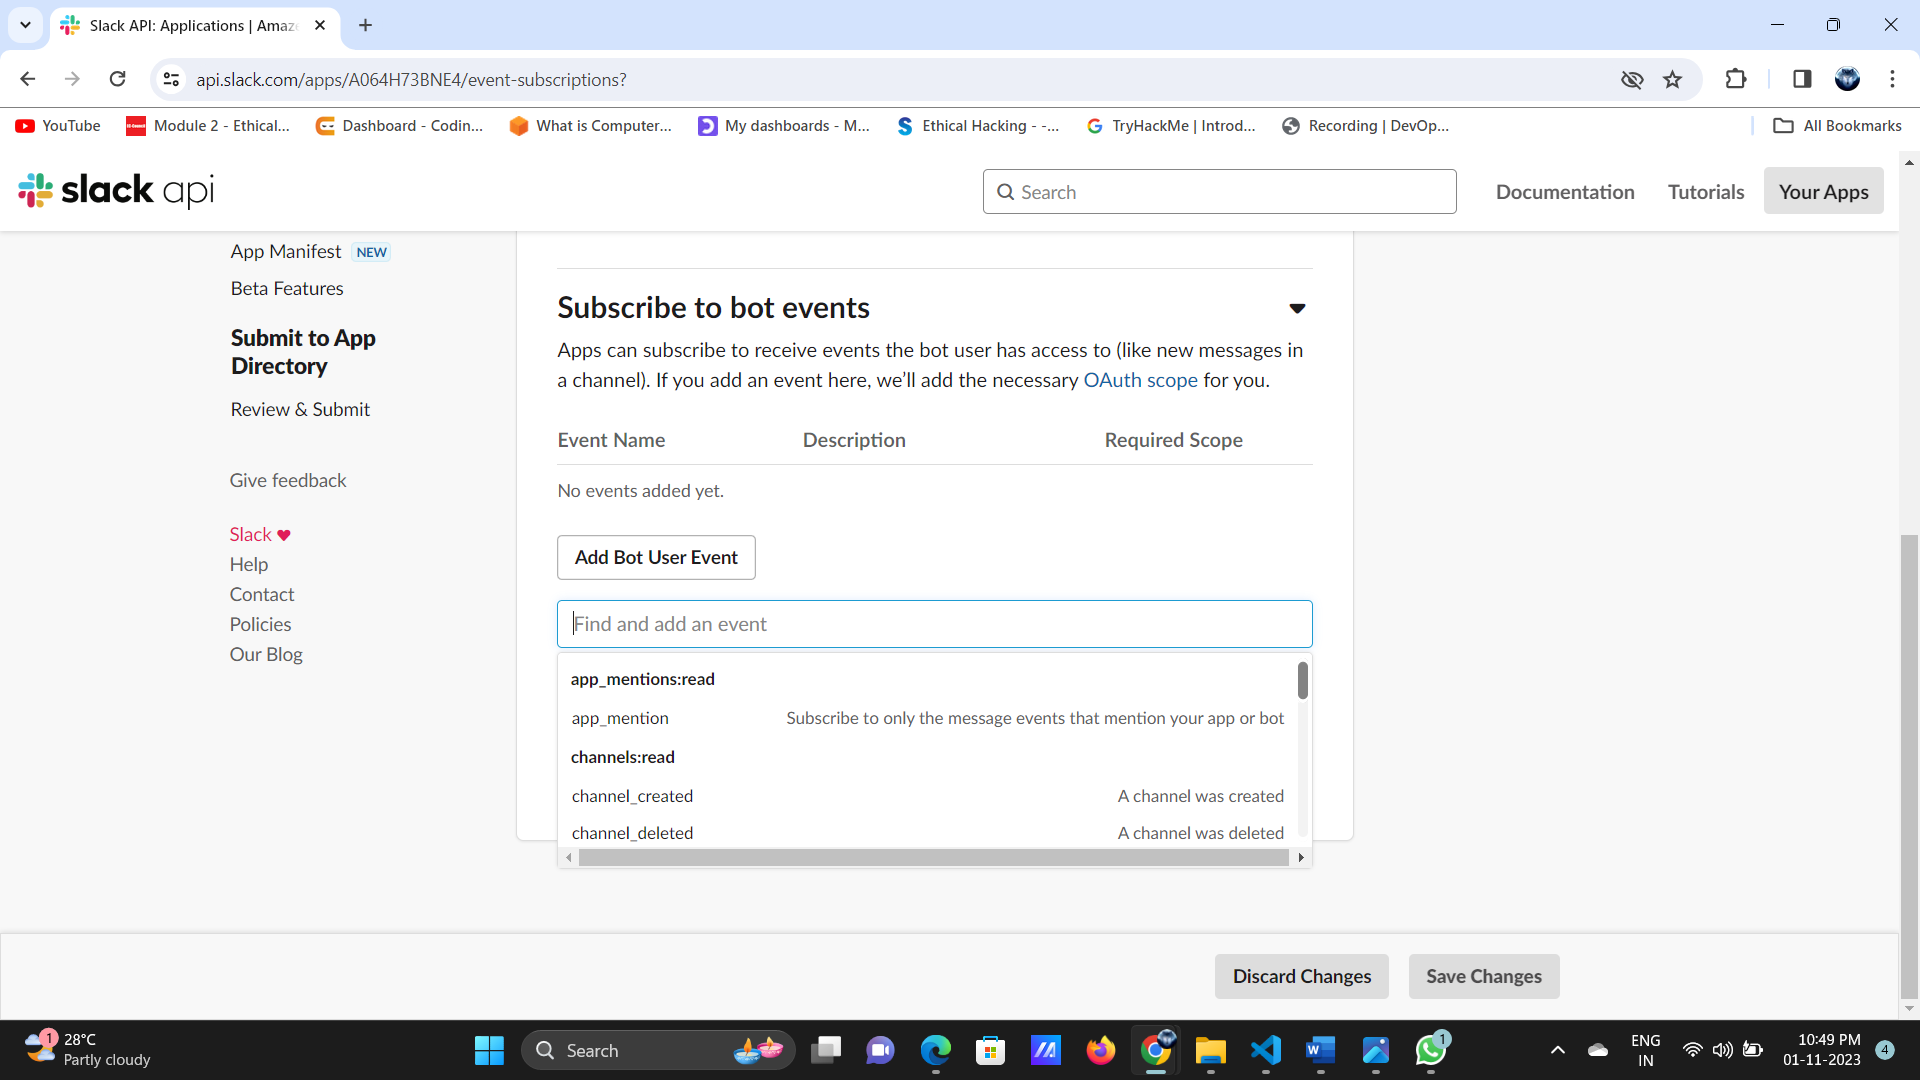 Slack API: Applications | Amaz
api.slack.com/apps/A064H73BNE4/event-subscriptions?
YouTube
Module 2 - Ethical...
Dashboard - Codin...
What is Computer...
My dashboards - M...
Ethical Hacking - -...
TryHackMe | Introd...
Recording | DevOp...
All Bookmarks
slack api
Search
Documentation
Tutorials
Your Apps
App Manifest NEW
Beta Features
Submit to App
Directory
Review & Submit
Give feedback
Slack
Help
Contact
Policies
Our Blog
Subscribe to bot events
Apps can subscribe to receive events the bot user has access to (like new messages in
a channel). If you add an event here, we’ll add the necessary OAuth scope for you.
Event Name Description Required Scope
No events added yet.
Add Bot User Event
Find and add an event
app_mentions:read
app_mention Subscribe to only the message events that mention your app or bot
channels:read
channel_created A channel was created
channel_deleted A channel was deleted
Discard Changes
Save Changes
1
28°C
Partly cloudy
Search
1
ENG
IN
10:49 PM
01-11-2023
4